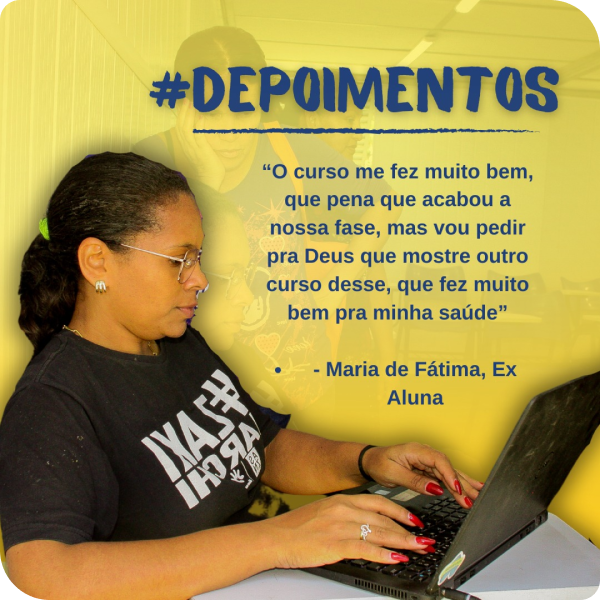 #DEPOIMENTOS
“O curso me fez muito bem,
que pena que acabou a
nossa fase, mas vou pedir
pra Deus que mostre outro
curso desse, que fez muito
bem pra minha saúde”
• - Maria de Fátima, Ex
Aluna